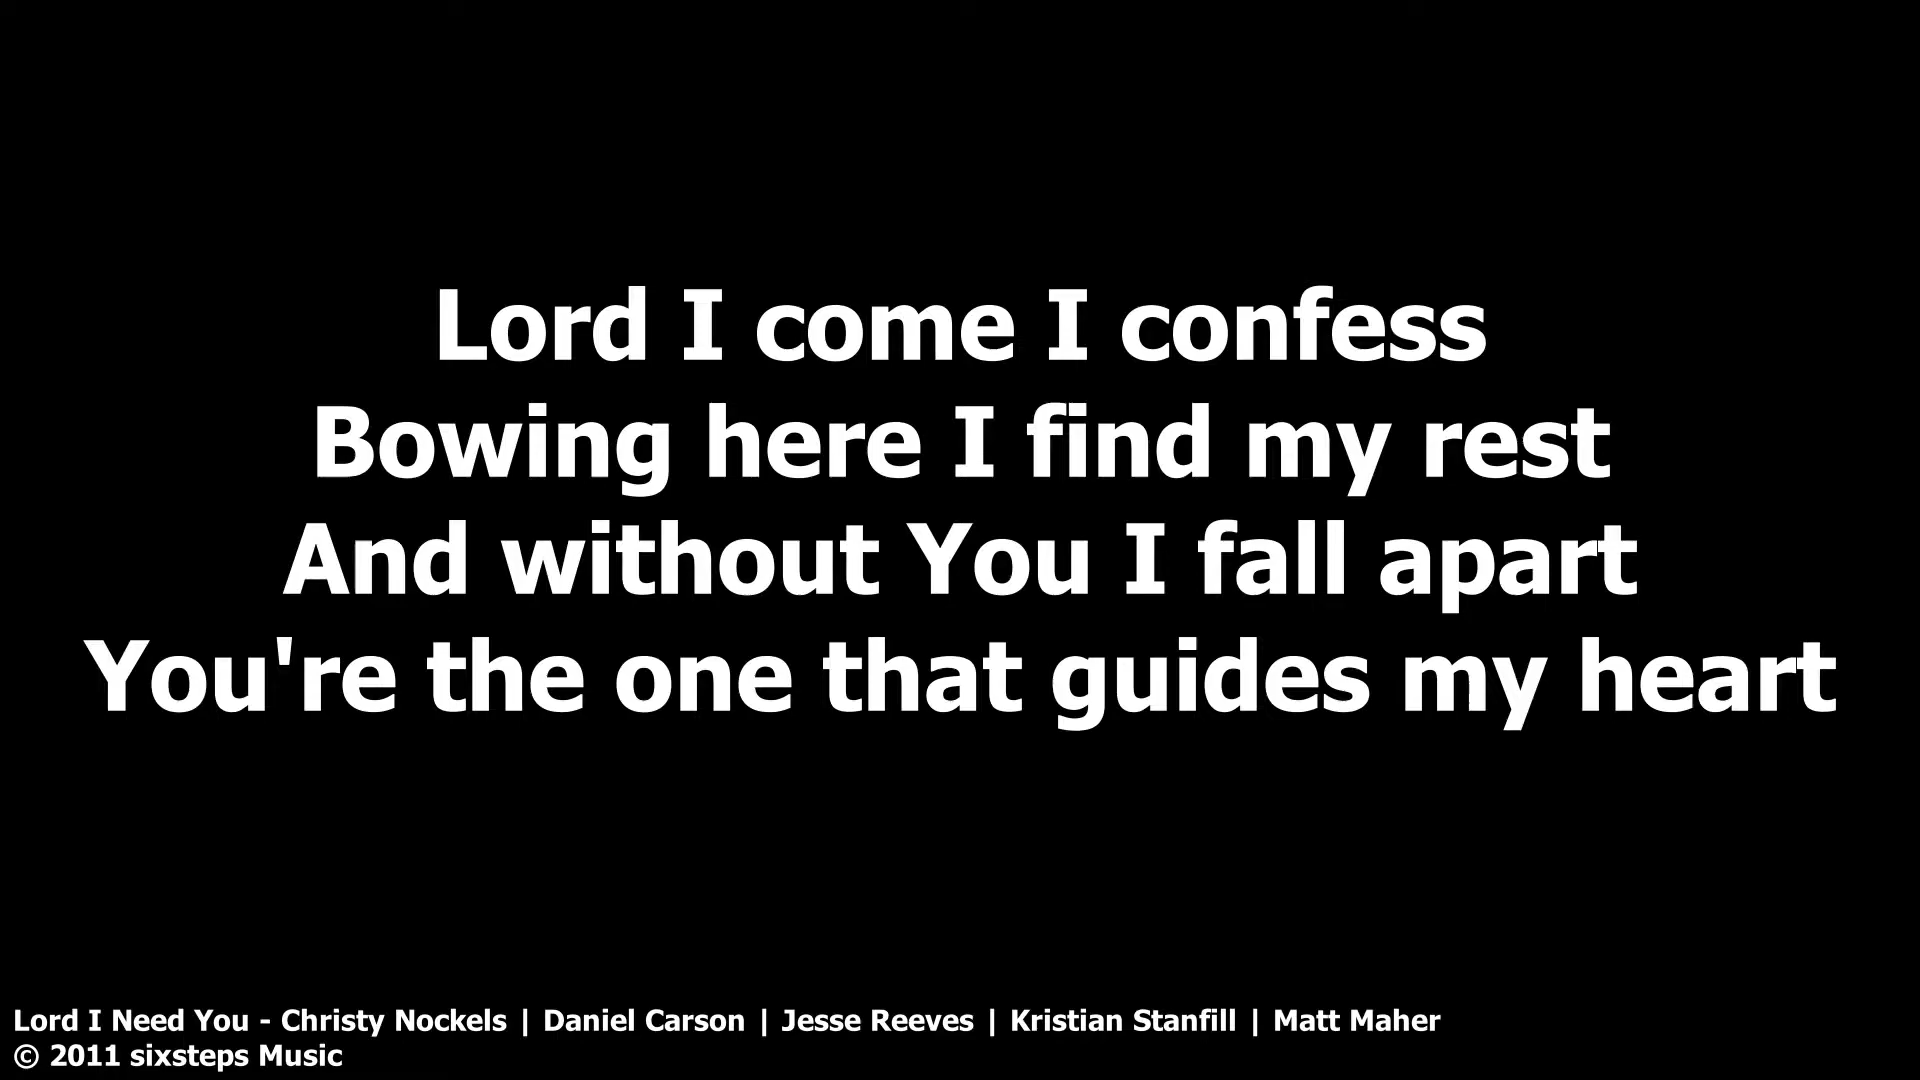 Lord I come I confess
Bowing here I find my rest
And without You I fall apart
You're the one that guides my heart
Lord I Need You - Christy Nockels | Daniel Carson | Jesse Reeves | Kristian Stanfill | Matt Maher
© 2011 sixsteps Music